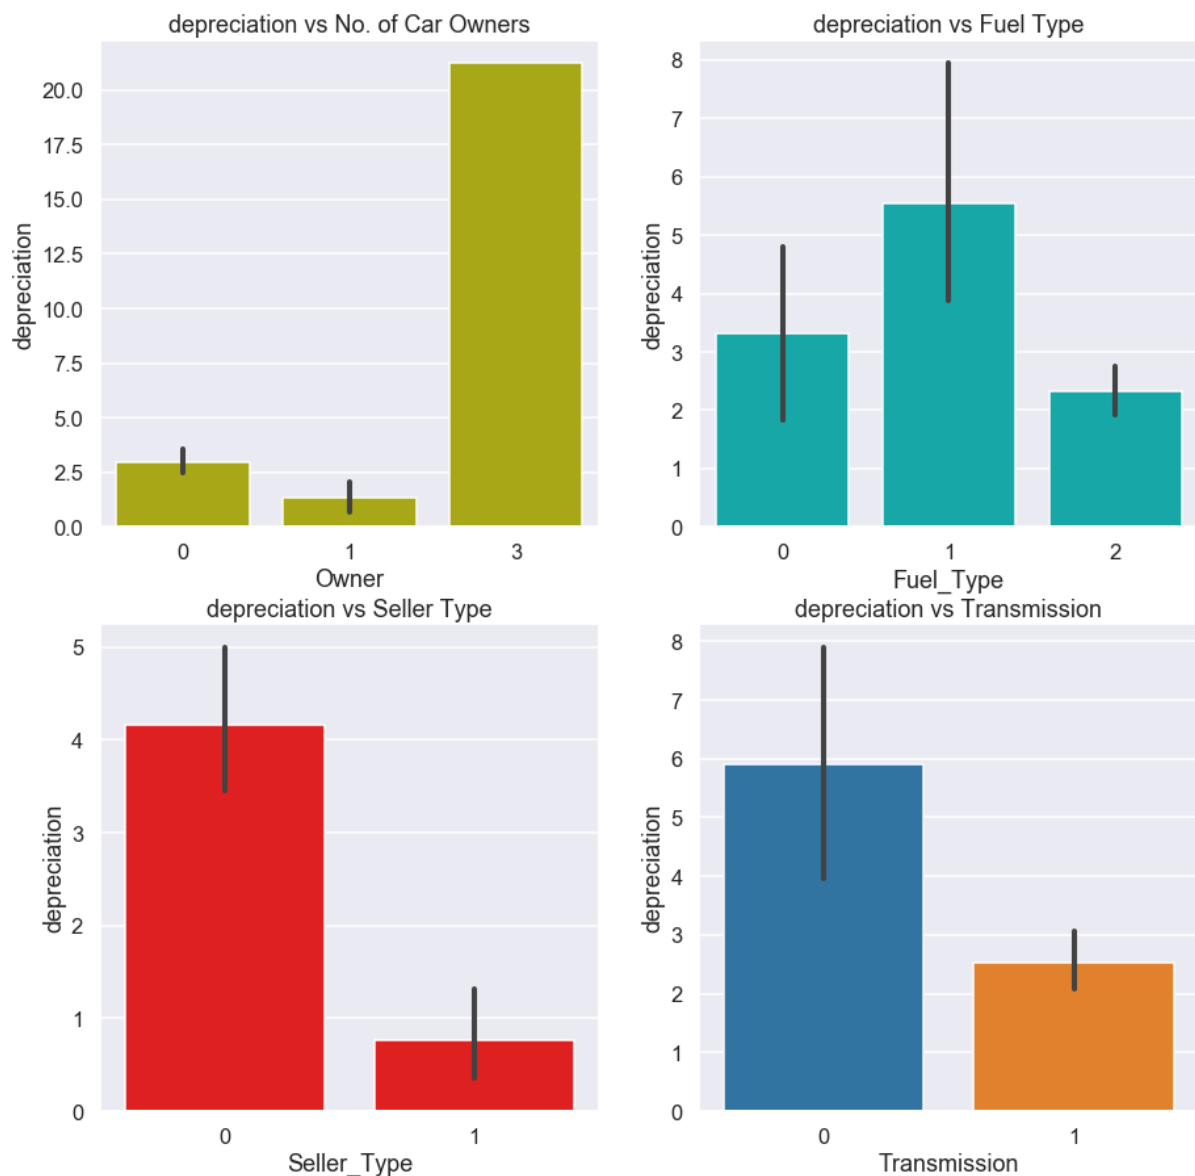 depreciation vs No. of Car Owners
20.0
17.5
15.0
12.5
10.0
7.5
5.0
2.5
0.0
depreciation
0 1 3
Owner
depreciation vs Fuel Type
8
7
6
5
4
3
2
1
0
depreciation
0 1 2
Fuel_Type
depreciation vs Seller Type
5
4
3
2
1
0
depreciation
0 1
Seller_Type
depreciation vs Transmission
8
7
6
5
4
3
2
1
0
depreciation
0 1
Transmission